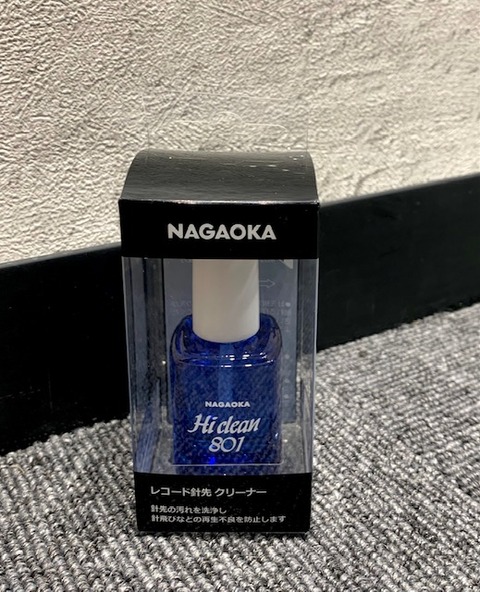 NAGAOKA
NAGAOKA
Hi clean
801
レコード針先 クリーナー
針先の汚れを洗浄し
針飛びなどの再生不良を防止します